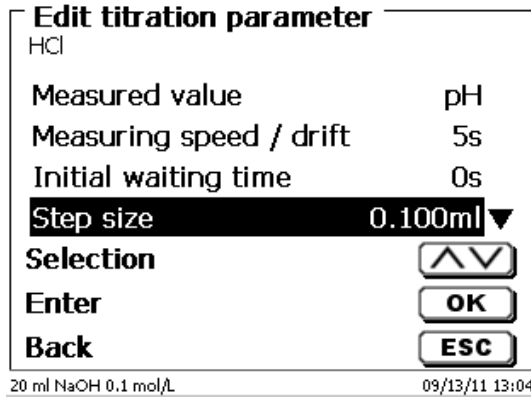 Edit titration parameter
HCl
Measured value pH
Measuring speed / drift 5s
Initial waiting time 0s
Step size 0.100ml
Selection
Enter OK
Back ESC
20 ml NaOH 0.1 mol/L 09/13/11 13:04